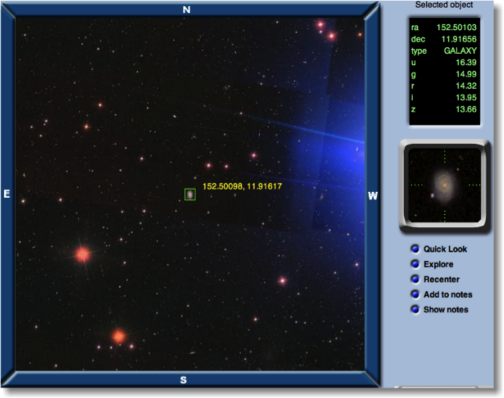 Selected object
N
ra 152.50103
dec 11.91656
type GALAXY
u 16.39
g 14.99
r 14.32
i 13.95
z 13.66
152.50098, 11.91617
E
W
Quick Look
Explore
Recenter
Add to notes
Show notes
S